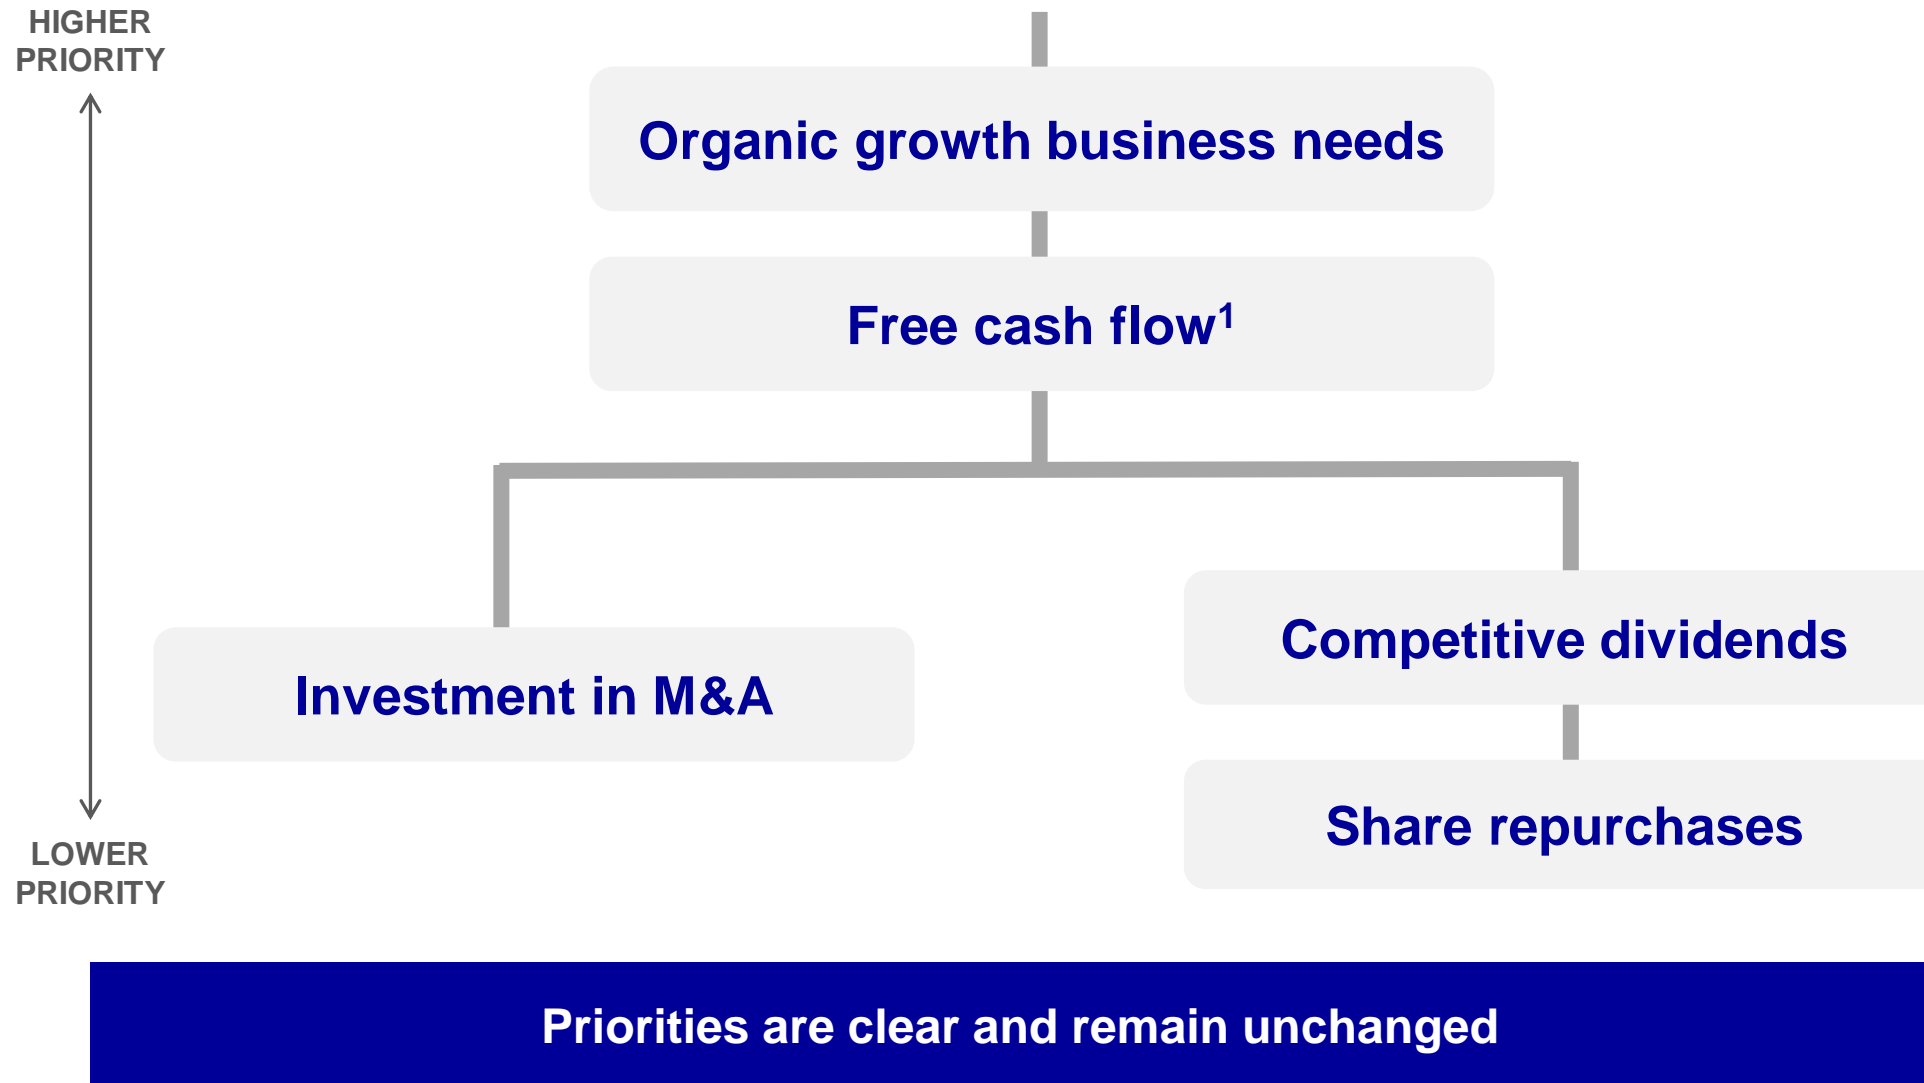 HIGHER
PRIORITY
Organic growth business needs
Free cash flow¹
Competitive dividends
Investment in M&A
Share repurchases
LOWER
PRIORITY
Priorities are clear and remain unchanged